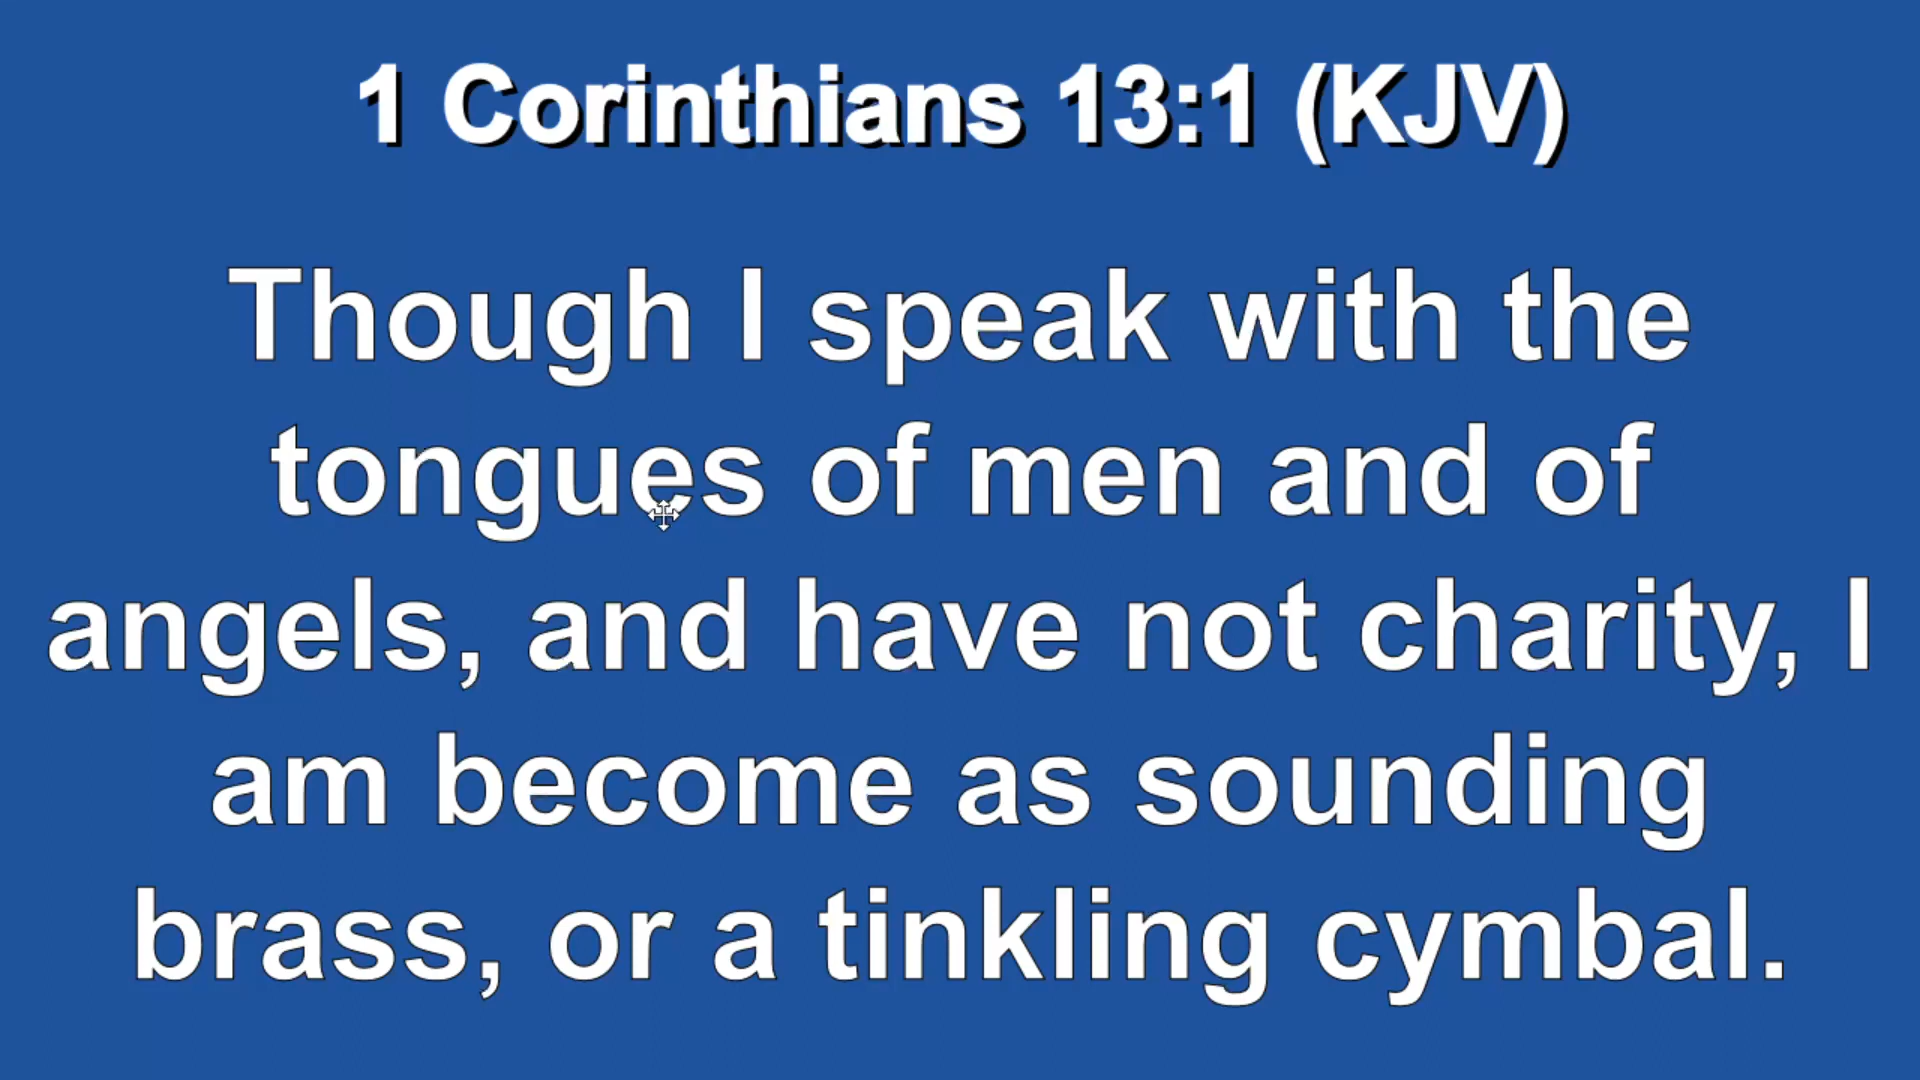 1 Corinthians 13:1 (KJV)
Though I speak with the
tongues of men and of
angels, and have not charity, I
am become as sounding
brass, or a tinkling cymbal.